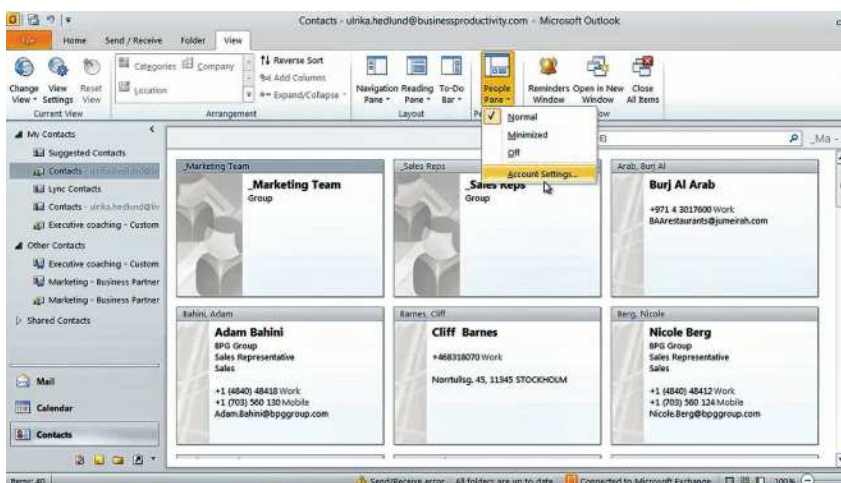 Contacts - ulrika.hedlund@businessproductivity.com - Microsoft Outlook
File Home Send / Receive Folder View
Change View View Settings Reset View
Categories Company
Location
Reverse Sort
Add Columns
Expand/Collapse
Navigation Pane Reading Pane To-Do Bar
People Pane
Reminders Window Open in New Window Close All Items
Current View Arrangement Layout
Normal
Minimized
Off
Account Settings...
My Contacts
Suggested Contacts
Contacts -
Lync Contacts
Contacts - ulrika.hedlund@liv
Executive coaching - Custom
Other Contacts
Executive coaching - Custom
Marketing - Business Partner
Marketing - Business Partner
Shared Contacts
Mail
Calendar
Contacts
_Ma -
_Marketing Team
_Marketing Team
Group
_Sales Reps
_Sales Reps
Group
Arab, Burj Al
Burj Al Arab
+971 4 3017600 Work
BAArestaurants@jumeirah.com
Bahini, Adam
Adam Bahini
BPG Group
Sales Representative
Sales
+1 (4840) 48418 Work
+1 (703) 560 130 Mobile
Adam.Bahini@bpggroup.com
Barnes, Cliff
Cliff Barnes
+468318070 Work
Norrtullsg. 45, 11345 STOCKHOLM
Berg, Nicole
Nicole Berg
BPG Group
Sales Representative
Sales
+1 (4840) 48412 Work
+1 (703) 560 124 Mobile
Nicole.Berg@bpggroup.com
Items: 40
Send/Receive error All folders are up to date. Connected to Microsoft Exchange 100%